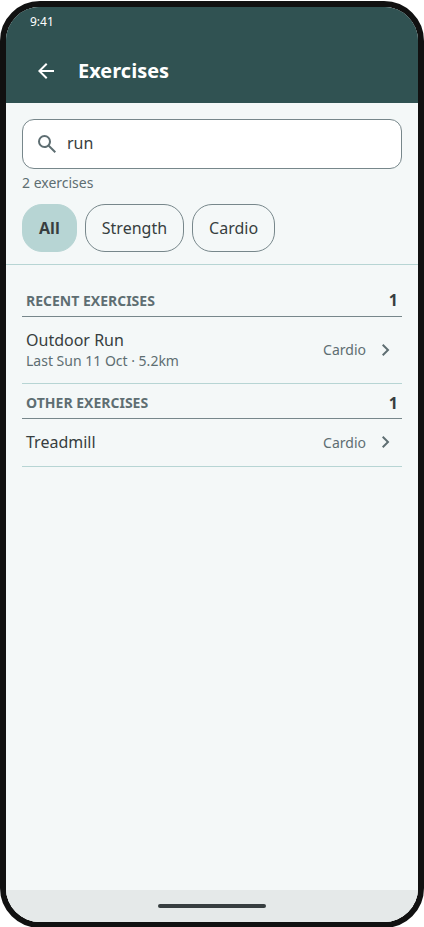 9:41
Exercises
run
2 exercises
All Strength Cardio
RECENT EXERCISES 1
Outdoor Run
Last Sun 11 Oct · 5.2km
Cardio
OTHER EXERCISES 1
Treadmill Cardio